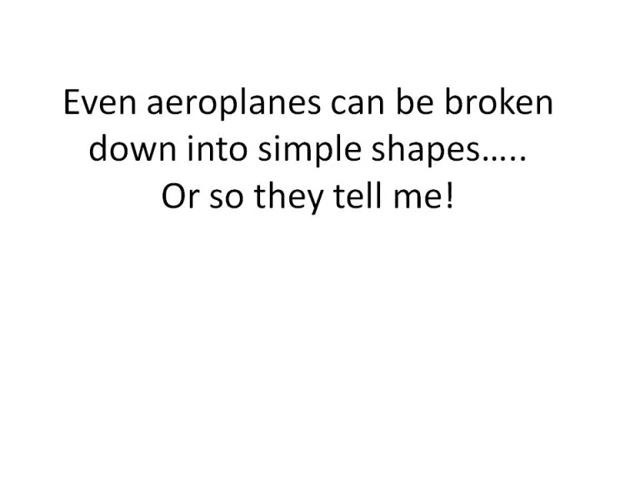 Even aeroplanes can be broken
down into simple shapes.....
Or so they tell me!